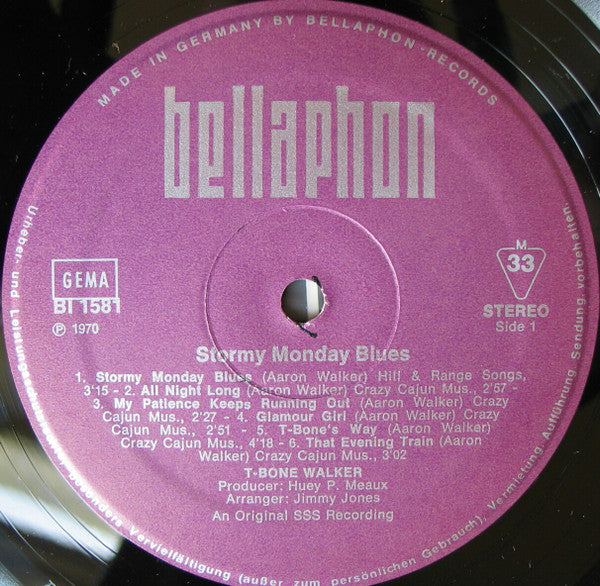 MADE IN GERMANY BY BELLAPHON RECORDS
bellaphon
GEMA
BI 1581
℗ 1970
M
33
STEREO
Side 1
Stormy Monday Blues
1. Stormy Monday Blues (Aaron Walker) Hill & Range Songs,
3'15 - 2. All Night Long (Aaron Walker) Crazy Cajun Mus., 2'57 -
3. My Patience Keeps Running Out (Aaron Walker) Crazy
Cajun Mus., 2'27 - 4. Glamour Girl (Aaron Walker) Crazy
Cajun Mus., 2'51 - 5. T-Bone's Way (Aaron Walker)
Crazy Cajun Mus., 4'18 - 6. That Evening Train (Aaron
Walker) Crazy Cajun Mus., 3'02
T-BONE WALKER
Producer: Huey P. Meaux
Arranger: Jimmy Jones
An Original SSS Recording
Urheber- und Leistungsschutzrechte besonders Vervielfältigung (außer zum persönlichen Gebrauch), Vermietung, Aufführung, Sendung, vorbehalten.